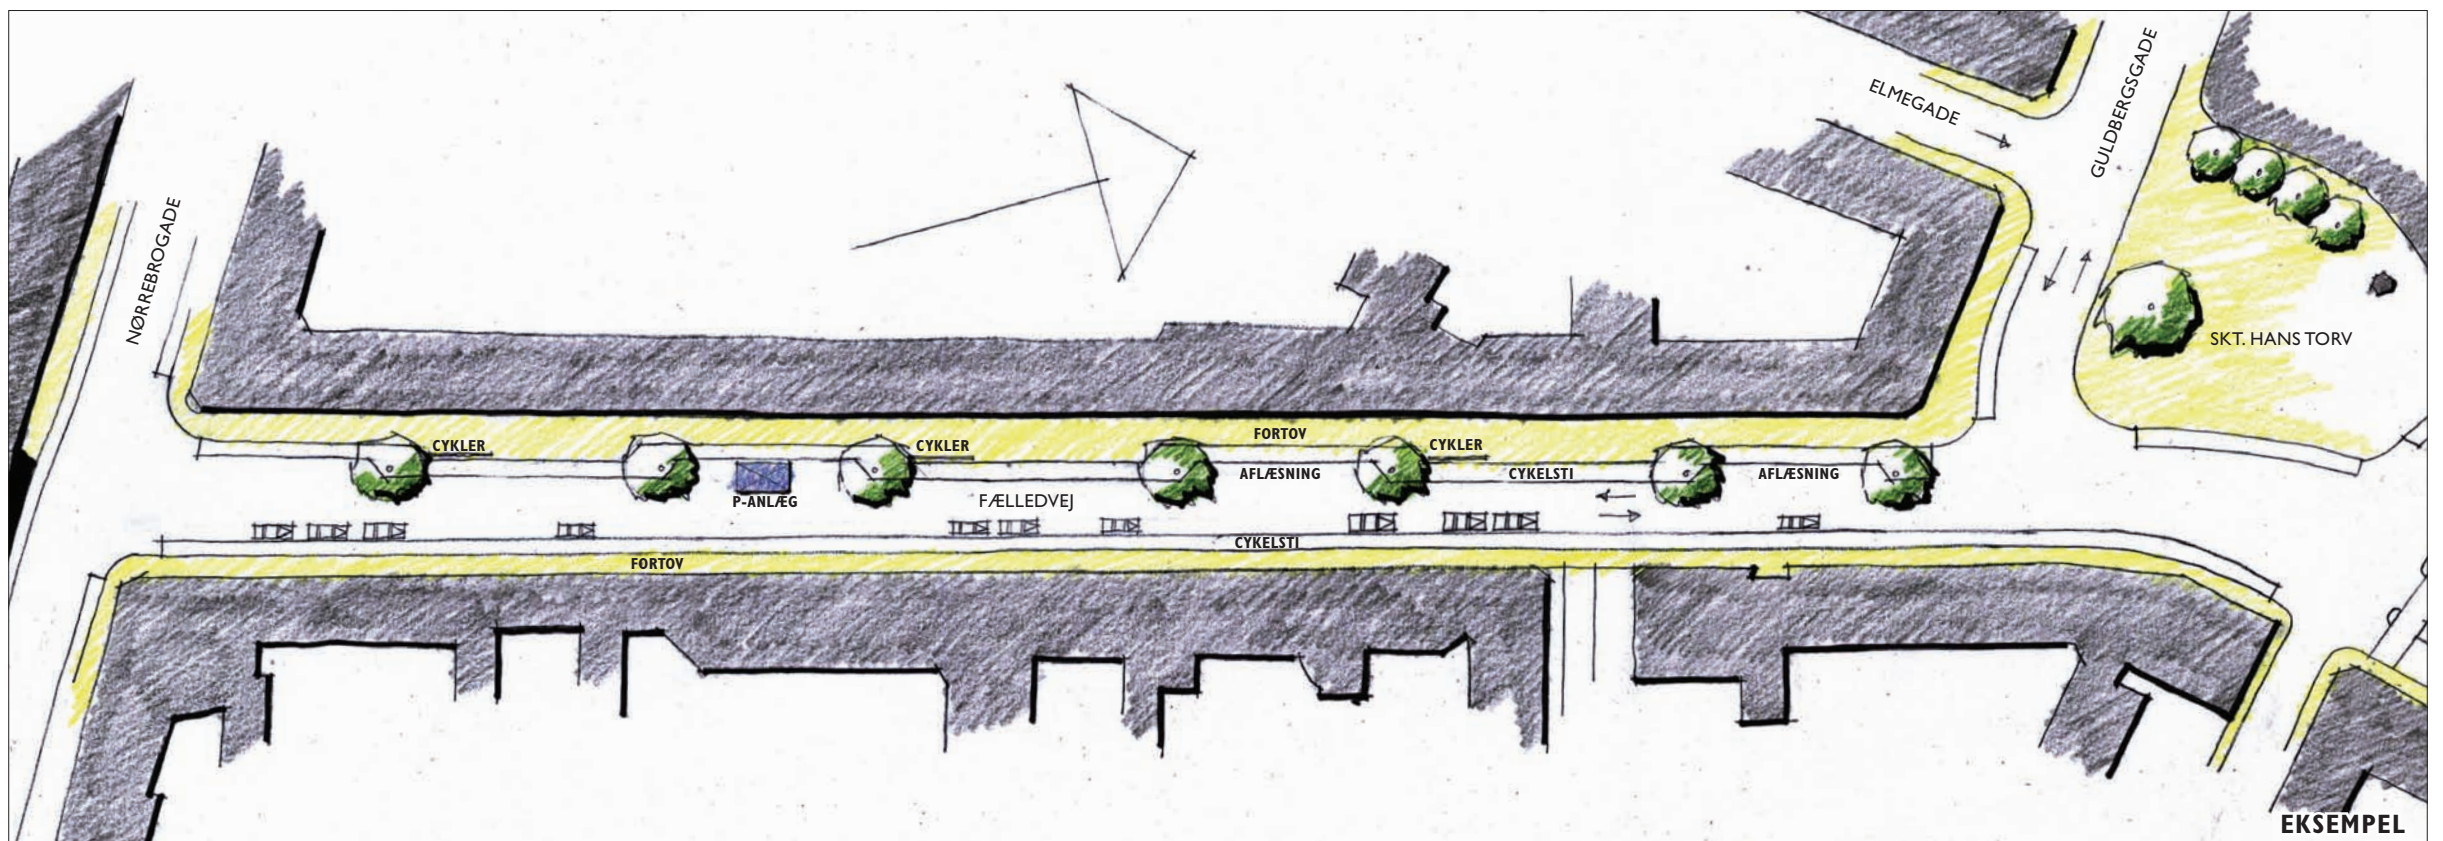 ELMEGADE
GULDBERGSGADE
NØRREBROGADE
SKT. HANS TORV
CYKLER
CYKLER
FORTOV
CYKLER
AFLÆSNING
CYKELSTI
AFLÆSNING
P-ANLÆG
FÆLLEDVEJ
CYKELSTI
FORTOV
EKSEMPEL